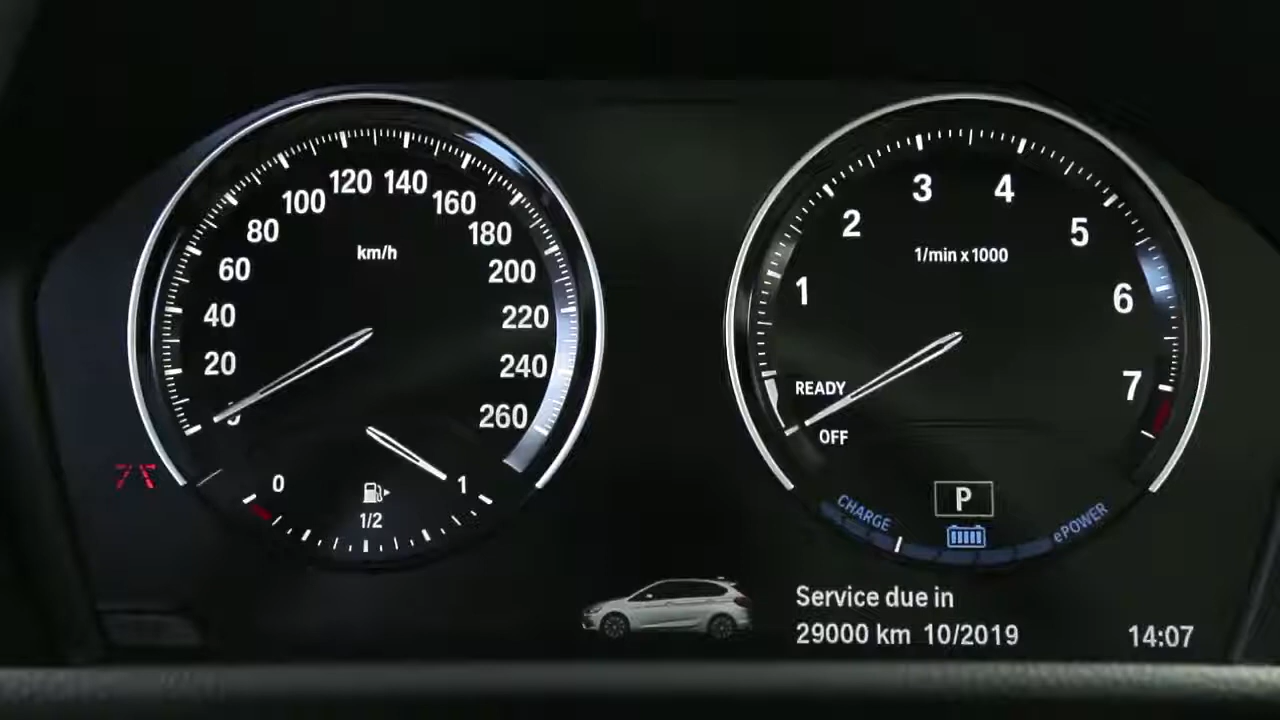 120 140
100 160
80 180
60 200
40 220
20 240
260
km/h
0 1
1/2
3 4
2 5
1 6
7
1/min x 1000
READY
OFF
P
CHARGE
ePOWER
Service due in
29000 km 10/2019
14:07